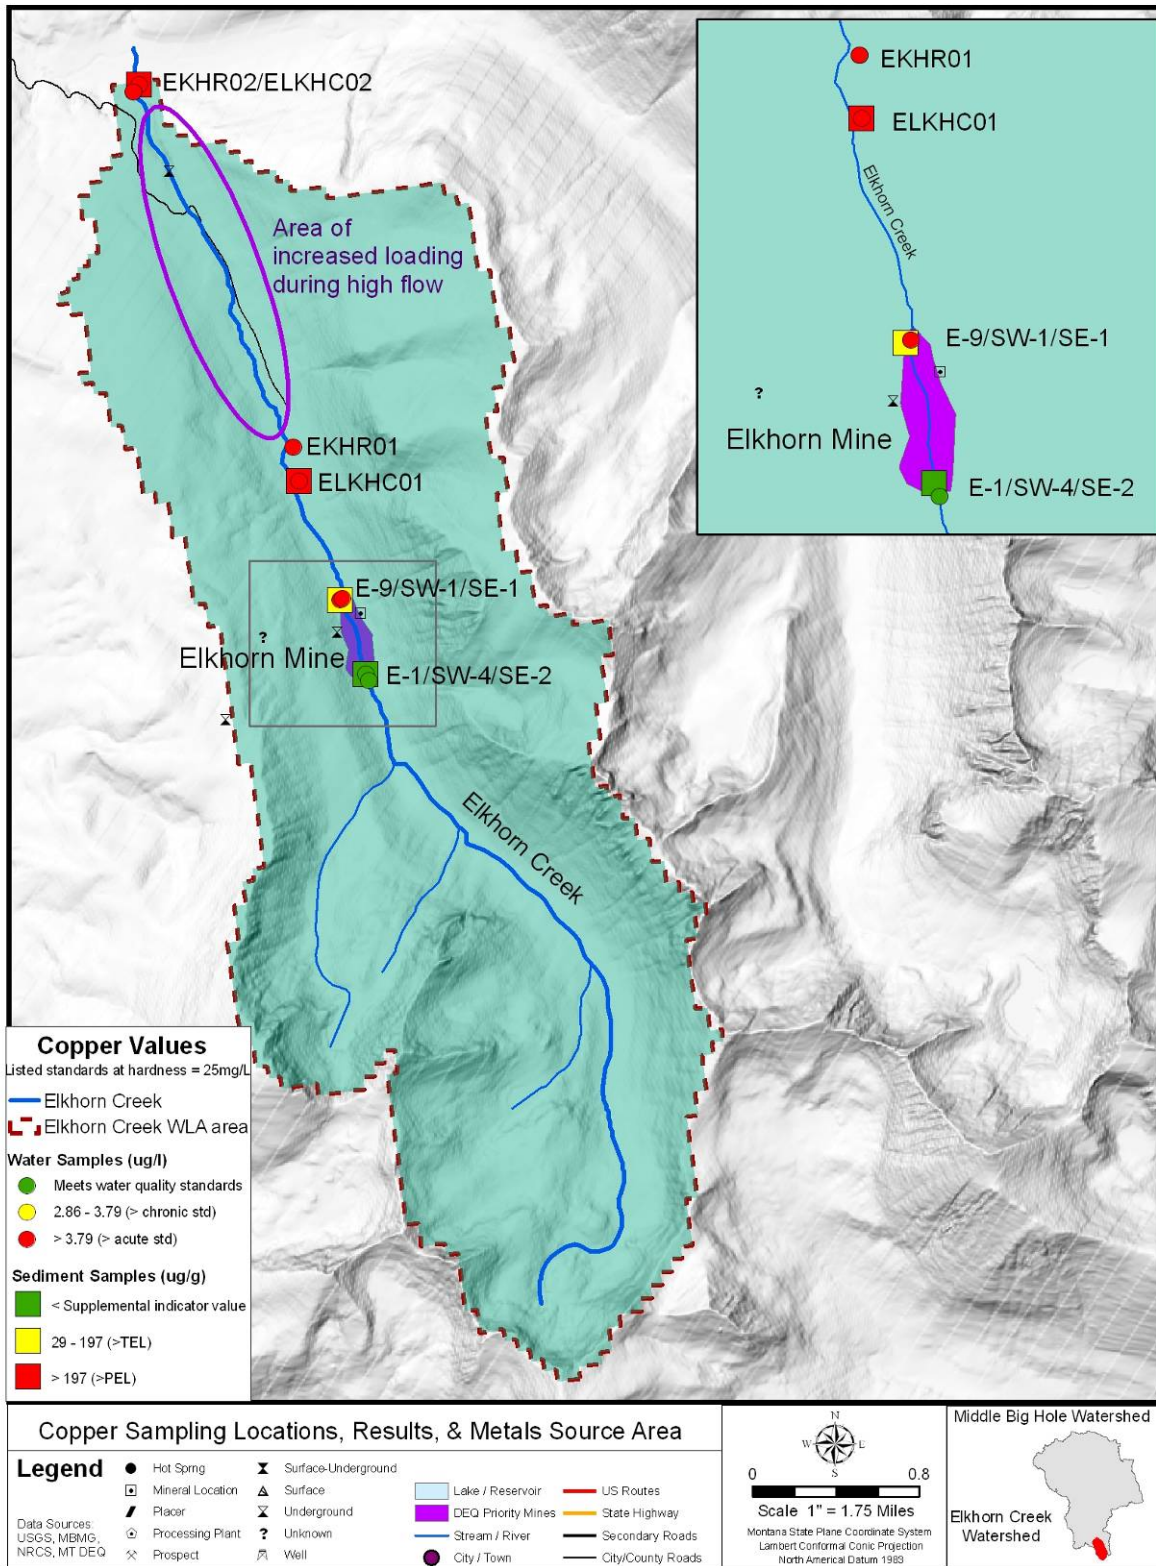 EKHR02/ELKHC02
Area of
increased loading
during high flow
EKHR01
ELKHC01
E-9/SW-1/SE-1
?
Elkhorn Mine
E-1/SW-4/SE-2
Elkhorn Creek
EKHR01
ELKHC01
Elkhorn Creek
E-9/SW-1/SE-1
?
Elkhorn Mine
E-1/SW-4/SE-2
Copper Values
Listed standards at hardness = 25mg/L
Elkhorn Creek
Elkhorn Creek WLA area
Water Samples (ug/l)
Meets water quality standards
2.86 - 3.79 (> chronic std)
> 3.79 (> acute std)
Sediment Samples (ug/g)
< Supplemental indicator value
29 - 197 (>TEL)
> 197 (>PEL)
Copper Sampling Locations, Results, & Metals Source Area
Legend
Data Sources:
USGS, MBMG,
NRCS, MT DEQ
Hot Sprng
Mineral Location
Placer
Processing Plant
Prospect
Surface-Underground
Surface
Underground
? Unknown
Well
Lake / Reservoir
DEQ Priority Mines
Stream / River
City / Town
US Routes
State Highway
Secondary Roads
City/County Roads
N
W E
S
0 0.8
Scale 1" = 1.75 Miles
Montana State Plane Coordinate System
Lambert Conformal Conic Projection
North Americal Datum 1983
Middle Big Hole Watershed
Elkhorn Creek
Watershed